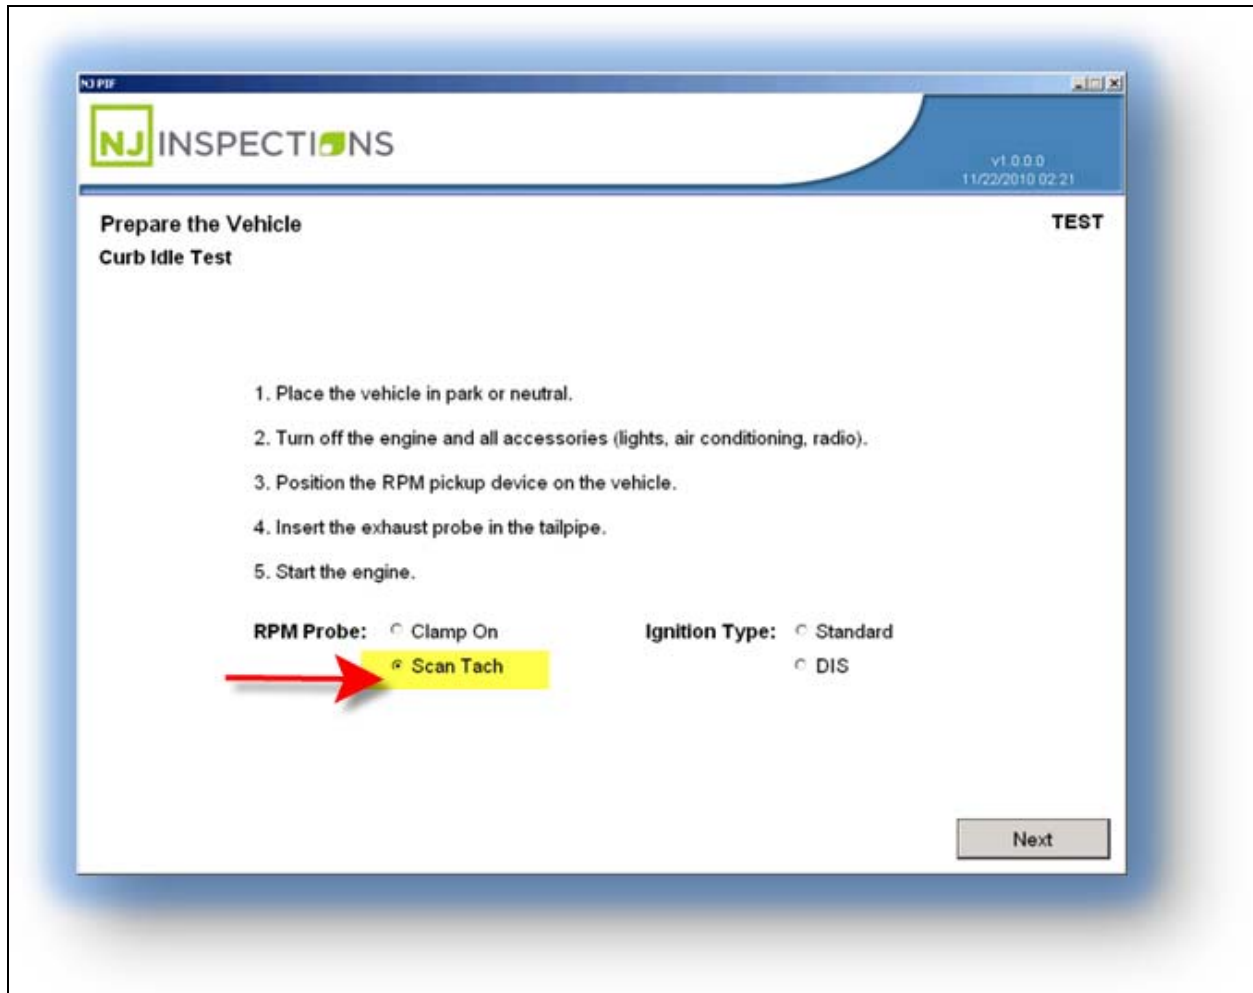 NJ PIF
NJ INSPECTIONS
v1.0.0.0
11/22/2010 02:21
Prepare the Vehicle
TEST
Curb Idle Test
1. Place the vehicle in park or neutral.
2. Turn off the engine and all accessories (lights, air conditioning, radio).
3. Position the RPM pickup device on the vehicle.
4. Insert the exhaust probe in the tailpipe.
5. Start the engine.
RPM Probe: Clamp On Ignition Type: Standard
Scan Tach DIS
Next